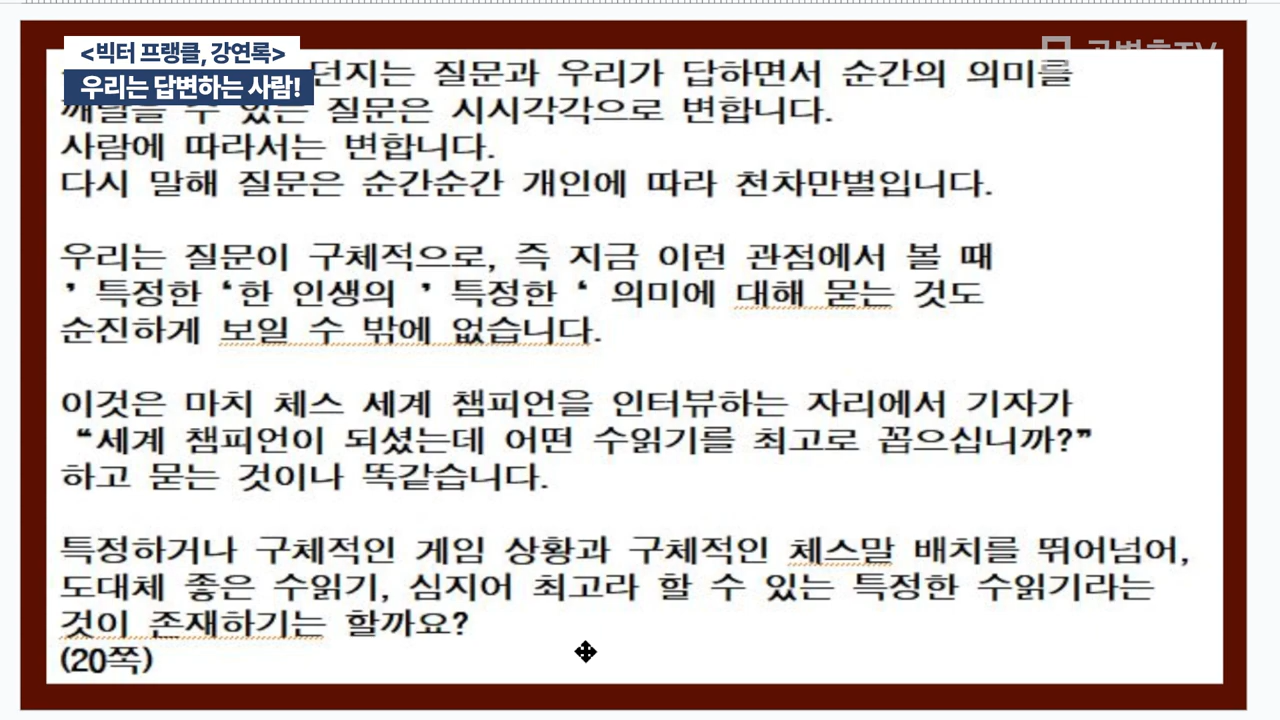 <빅터 프랭클, 강연록>
우리는 답변하는 사람!
던지는 질문과 우리가 답하면서 순간의 의미를
깨달을 수 있는 질문은 시시각각으로 변합니다.
사람에 따라서는 변합니다.
다시 말해 질문은 순간순간 개인에 따라 천차만별입니다.
우리는 질문이 구체적으로, 즉 지금 이런 관점에서 볼 때
’ 특정한 ‘한 인생의 ’ 특정한 ‘ 의미에 대해 묻는 것도
순진하게 보일 수 밖에 없습니다.
이것은 마치 체스 세계 챔피언을 인터뷰하는 자리에서 기자가
“세계 챔피언이 되셨는데 어떤 수읽기를 최고로 꼽으십니까?”
하고 묻는 것이나 똑같습니다.
특정하거나 구체적인 게임 상황과 구체적인 체스말 배치를 뛰어넘어,
도대체 좋은 수읽기, 심지어 최고라 할 수 있는 특정한 수읽기라는
것이 존재하기는 할까요?
(20쪽)